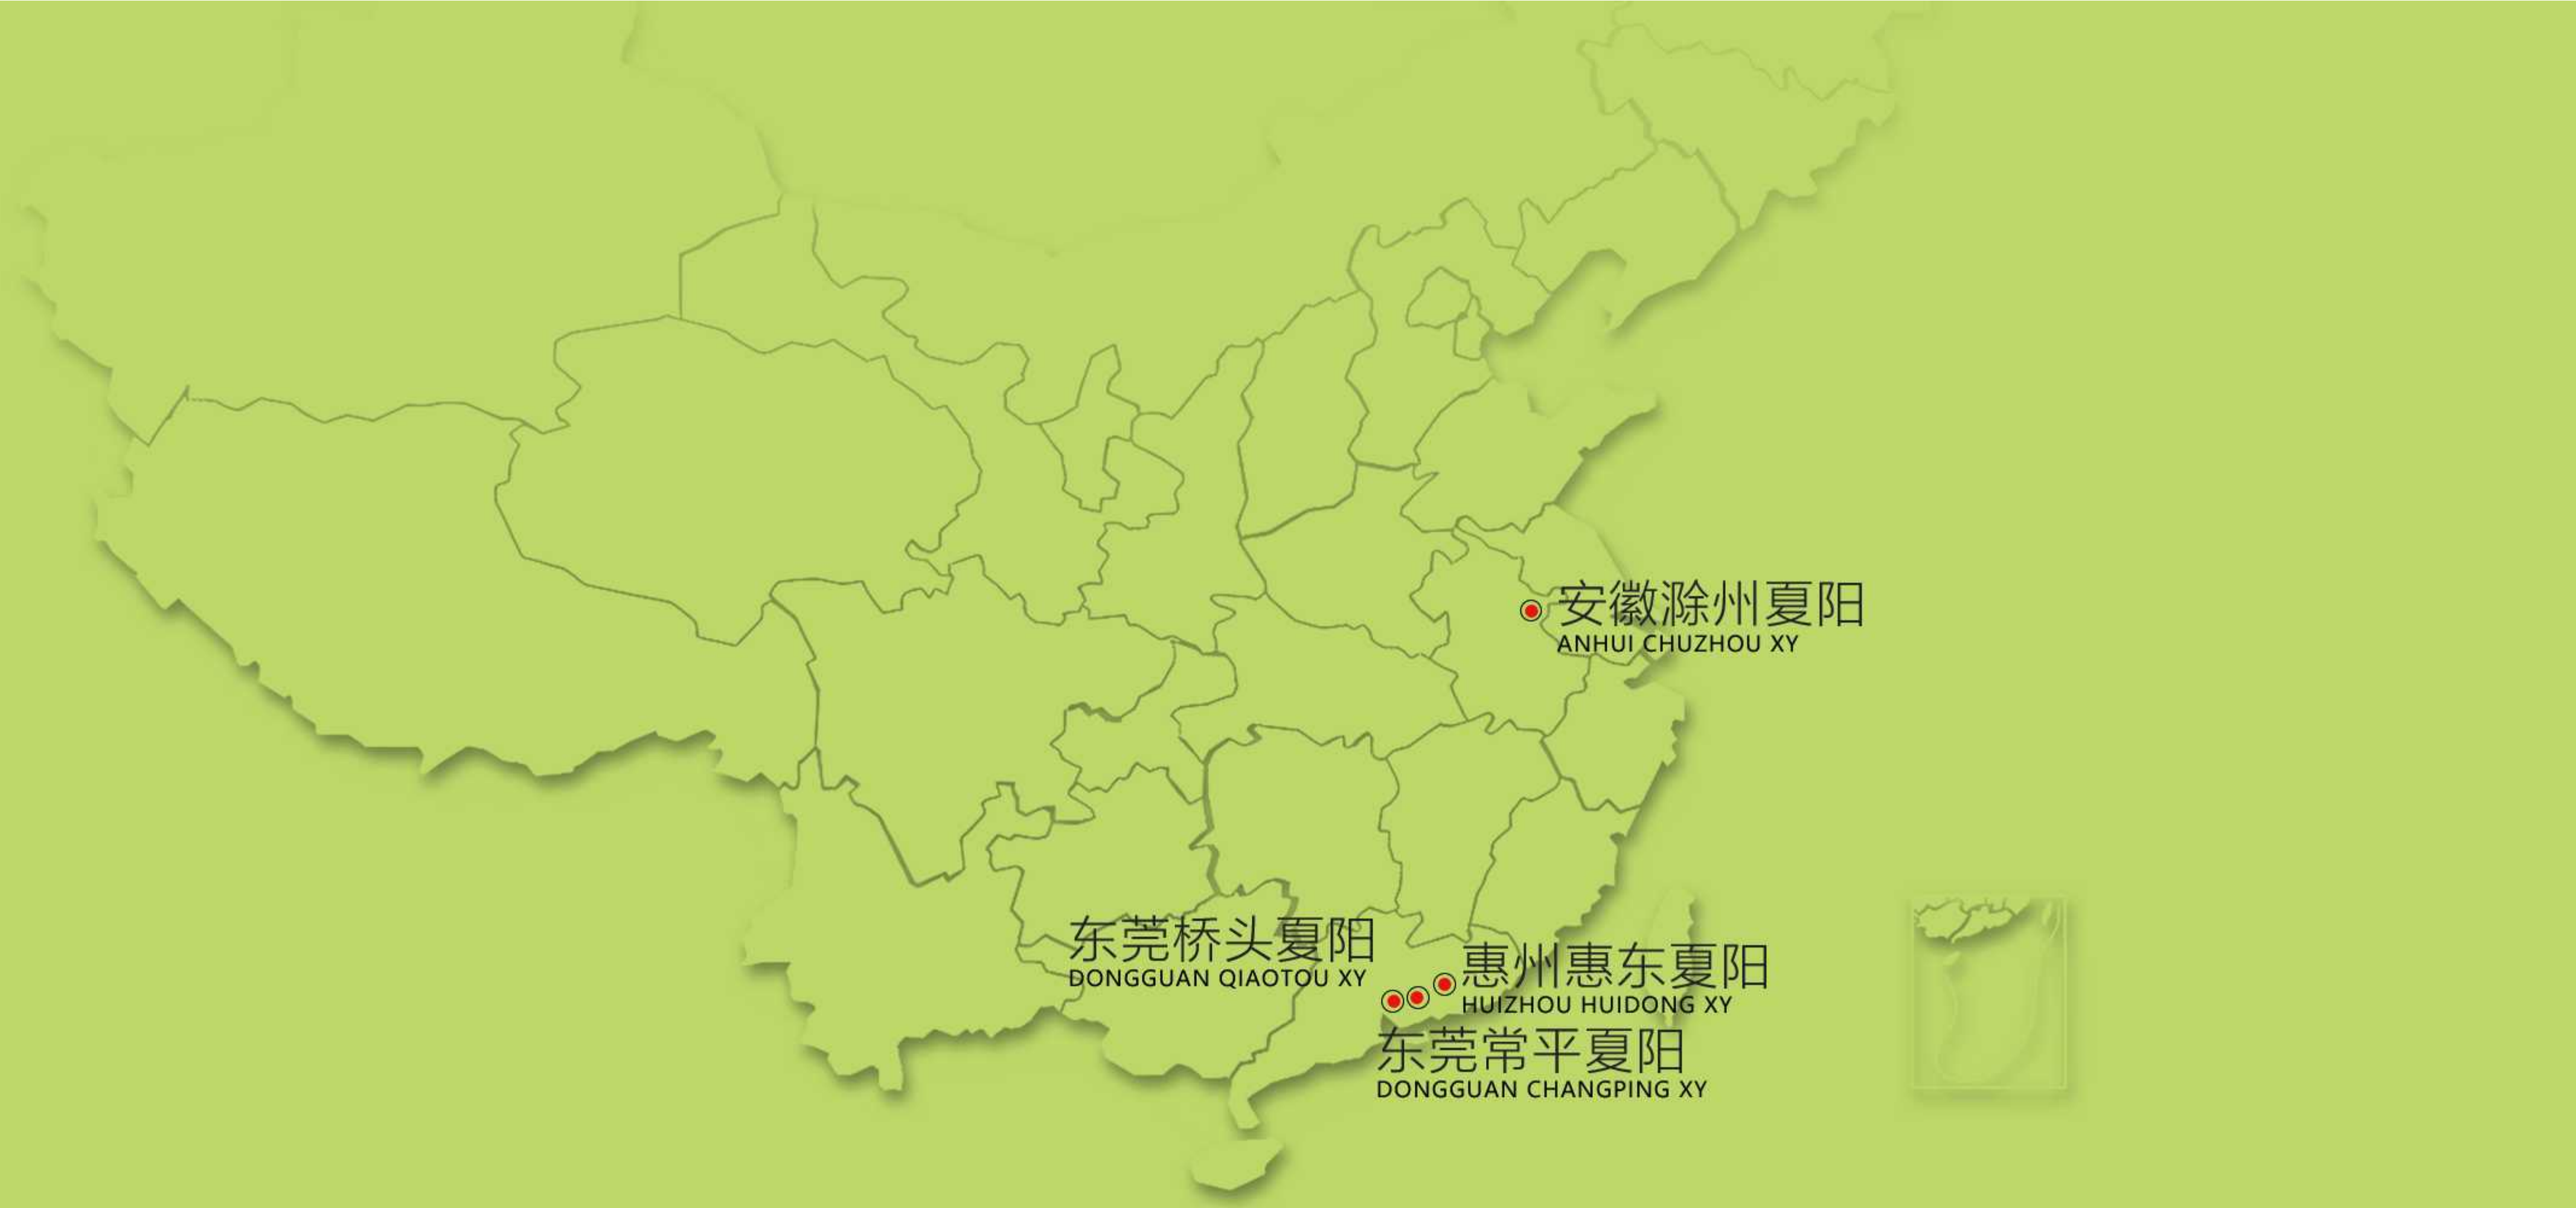 安徽滁州夏阳
ANHUI CHUZHOU XY
东莞桥头夏阳
DONGGUAN QIAOTOU XY
惠州惠东夏阳
HUIZHOU HUIDONG XY
东莞常平夏阳
DONGGUAN CHANGPING XY